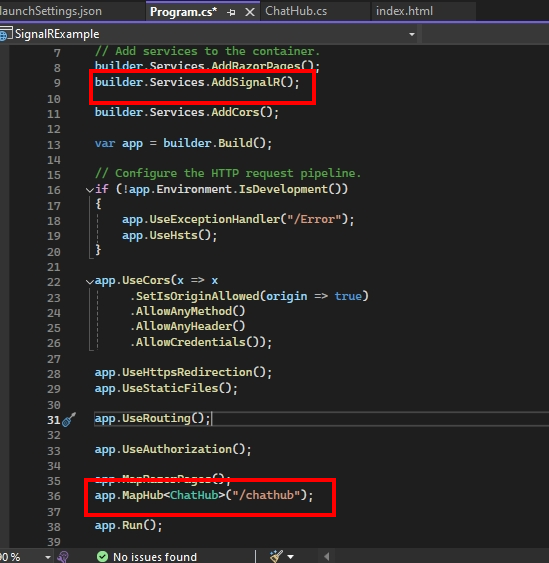 launchSettings.json
Program.cs*
ChatHub.cs
index.html
SignalRExample
7 // Add services to the container.
8 builder.Services.AddRazorPages();
9 builder.Services.AddSignalR();
10
11 builder.Services.AddCors();
12
13 var app = builder.Build();
14
15 // Configure the HTTP request pipeline.
16 if (!app.Environment.IsDevelopment())
17 {
18 app.UseExceptionHandler("/Error");
19 app.UseHsts();
20 }
21
22 app.UseCors(x => x
23 .SetIsOriginAllowed(origin => true)
24 .AllowAnyMethod()
25 .AllowAnyHeader()
26 .AllowCredentials());
27
28 app.UseHttpsRedirection();
29 app.UseStaticFiles();
30
31 app.UseRouting();
32
33 app.UseAuthorization();
34
35 app.MapRazorPages();
36 app.MapHub<ChatHub>("/chathub");
37
38 app.Run();
39
90 %
No issues found